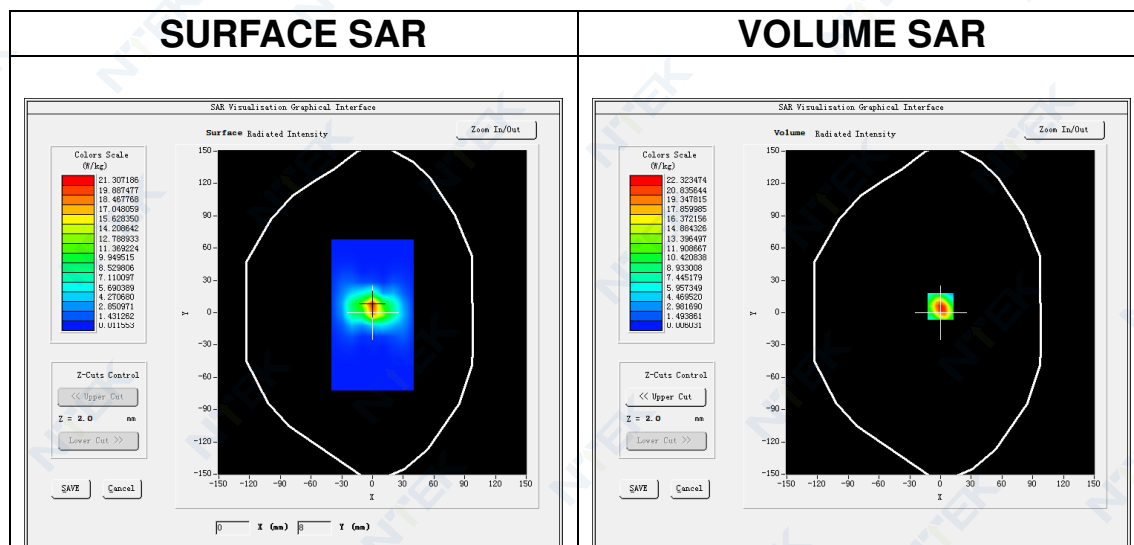 SURFACE SAR
VOLUME SAR
SAR Visualisation Graphical Interface
Surface Radiated Intensity
Zoom In/Out
Colors Scale
(W/kg)
21.307186
19.887477
18.467768
17.048059
15.628350
14.208642
12.788933
11.369224
9.949515
8.529806
7.110097
5.690389
4.270680
2.850971
1.431262
0.011553
Z-Cuts Control
<< Upper Cut
Z = 2.0 mm
Lower Cut >>
SAVE Cancel
150
120
90
60
30
0
-30
-60
-90
-120
-150
Y
-150 -120 -90 -60 -30 0 30 60 90 120 150
X
0 X (mm) 8 Y (mm)
SAR Visualisation Graphical Interface
Volume Radiated Intensity
Zoom In/Out
Colors Scale
(W/kg)
22.323474
20.835644
19.347815
17.859985
16.372156
14.884326
13.396497
11.908667
10.420838
8.933008
7.445179
5.957349
4.469520
2.981690
1.493861
0.006031
Z-Cuts Control
<< Upper Cut
Z = 2.0 mm
Lower Cut >>
SAVE Cancel
150
120
90
60
30
0
-30
-60
-90
-120
-150
Y
-150 -120 -90 -60 -30 0 30 60 90 120 150
X
NTEK